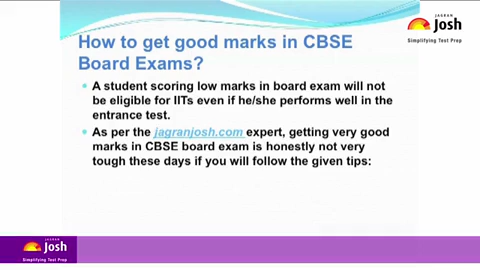 JAGRAN
Josh
Simplifying Test Prep
How to get good marks in CBSE
Board Exams?
A student scoring low marks in board exam will not
be eligible for IITs even if he/she performs well in the
entrance test.
As per the jagranjosh.com expert, getting very good
marks in CBSE board exam is honestly not very
tough these days if you will follow the given tips:
JAGRAN
Josh
Simplifying Test Prep